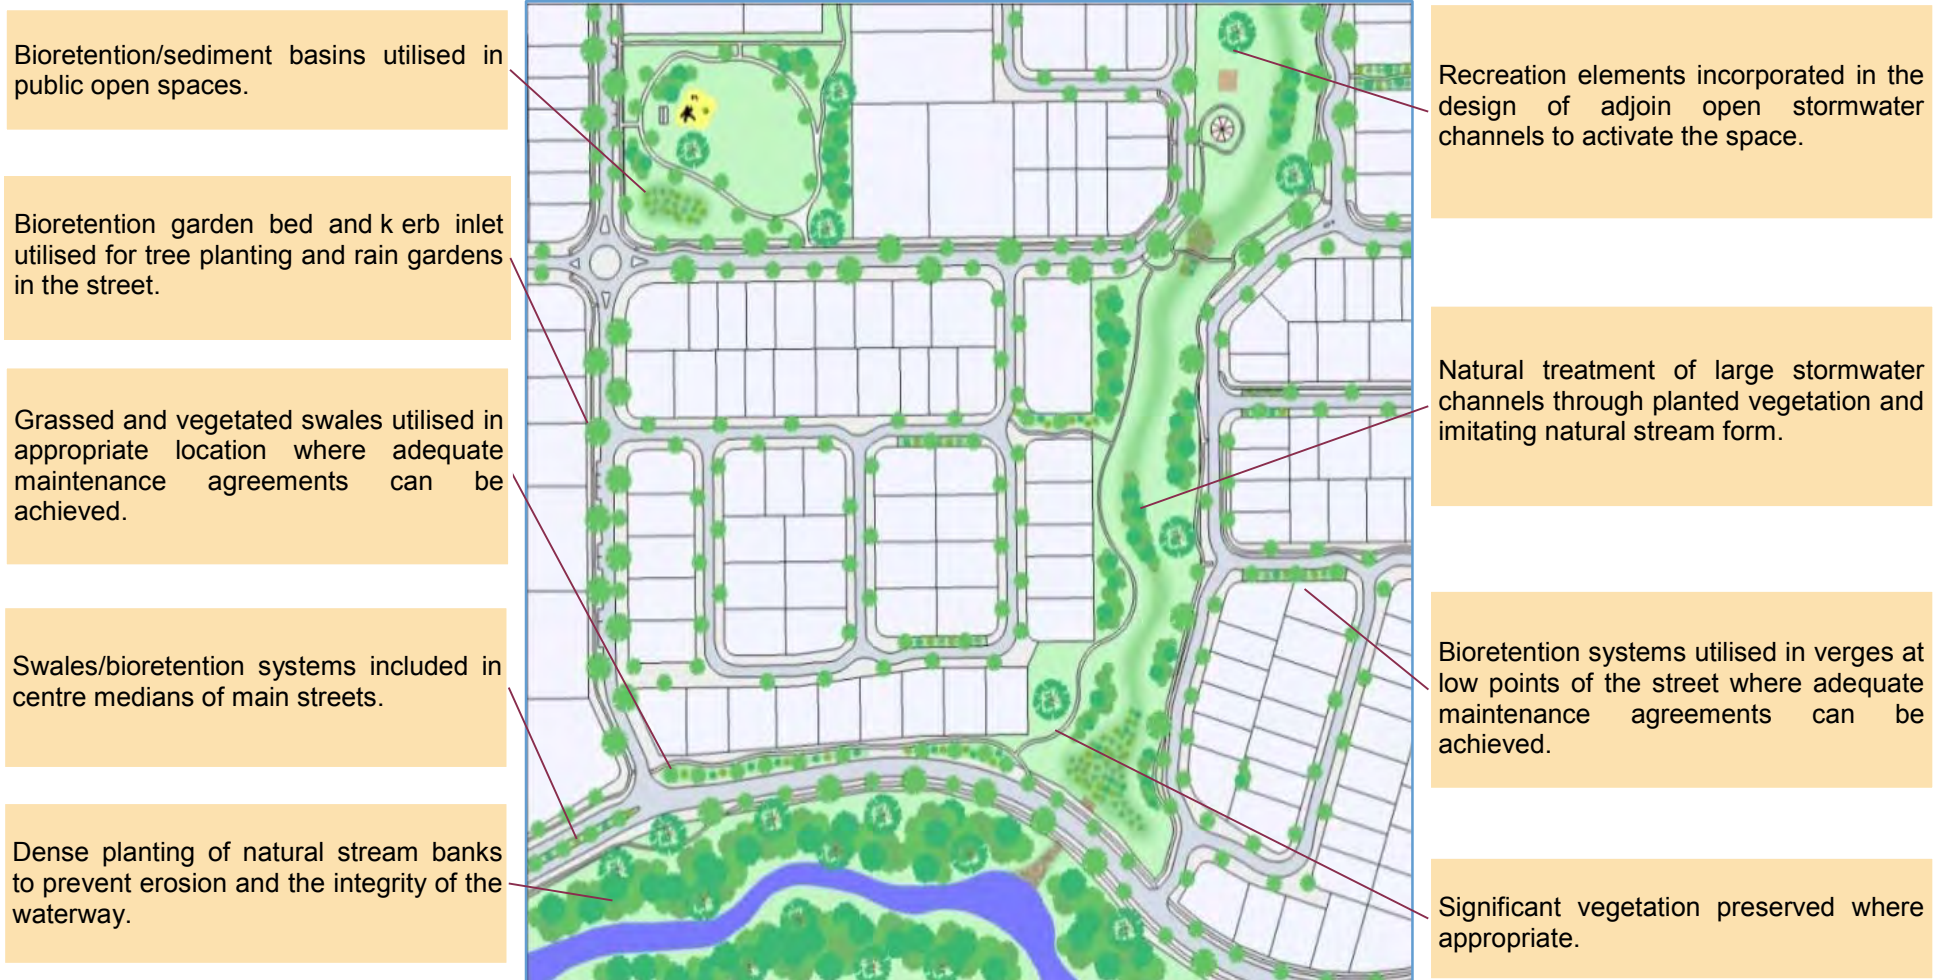 Bioretention/sediment basins utilised in
public open spaces.
Bioretention garden bed and k erb inlet
utilised for tree planting and rain gardens
in the street.
Grassed and vegetated swales utilised in
appropriate location where adequate
maintenance agreements can be
achieved.
Swales/bioretention systems included in
centre medians of main streets.
Dense planting of natural stream banks
to prevent erosion and the integrity of the
waterway.
Recreation elements incorporated in the
design of adjoin open stormwater
channels to activate the space.
Natural treatment of large stormwater
channels through planted vegetation and
imitating natural stream form.
Bioretention systems utilised in verges at
low points of the street where adequate
maintenance agreements can be
achieved.
Significant vegetation preserved where
appropriate.